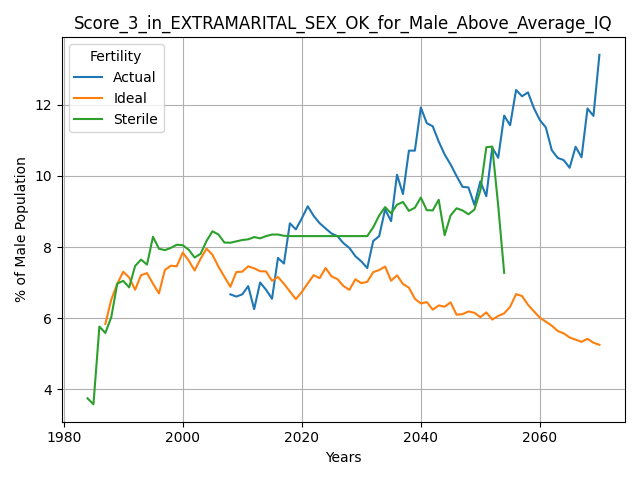 Score_3_in_EXTRAMARITAL_SEX_OK_for_Male_Above_Average_IQ
Fertility
Actual
Ideal
Sterile
% of Male Population
12
10
8
6
4
1980 2000 2020 2040 2060
Years